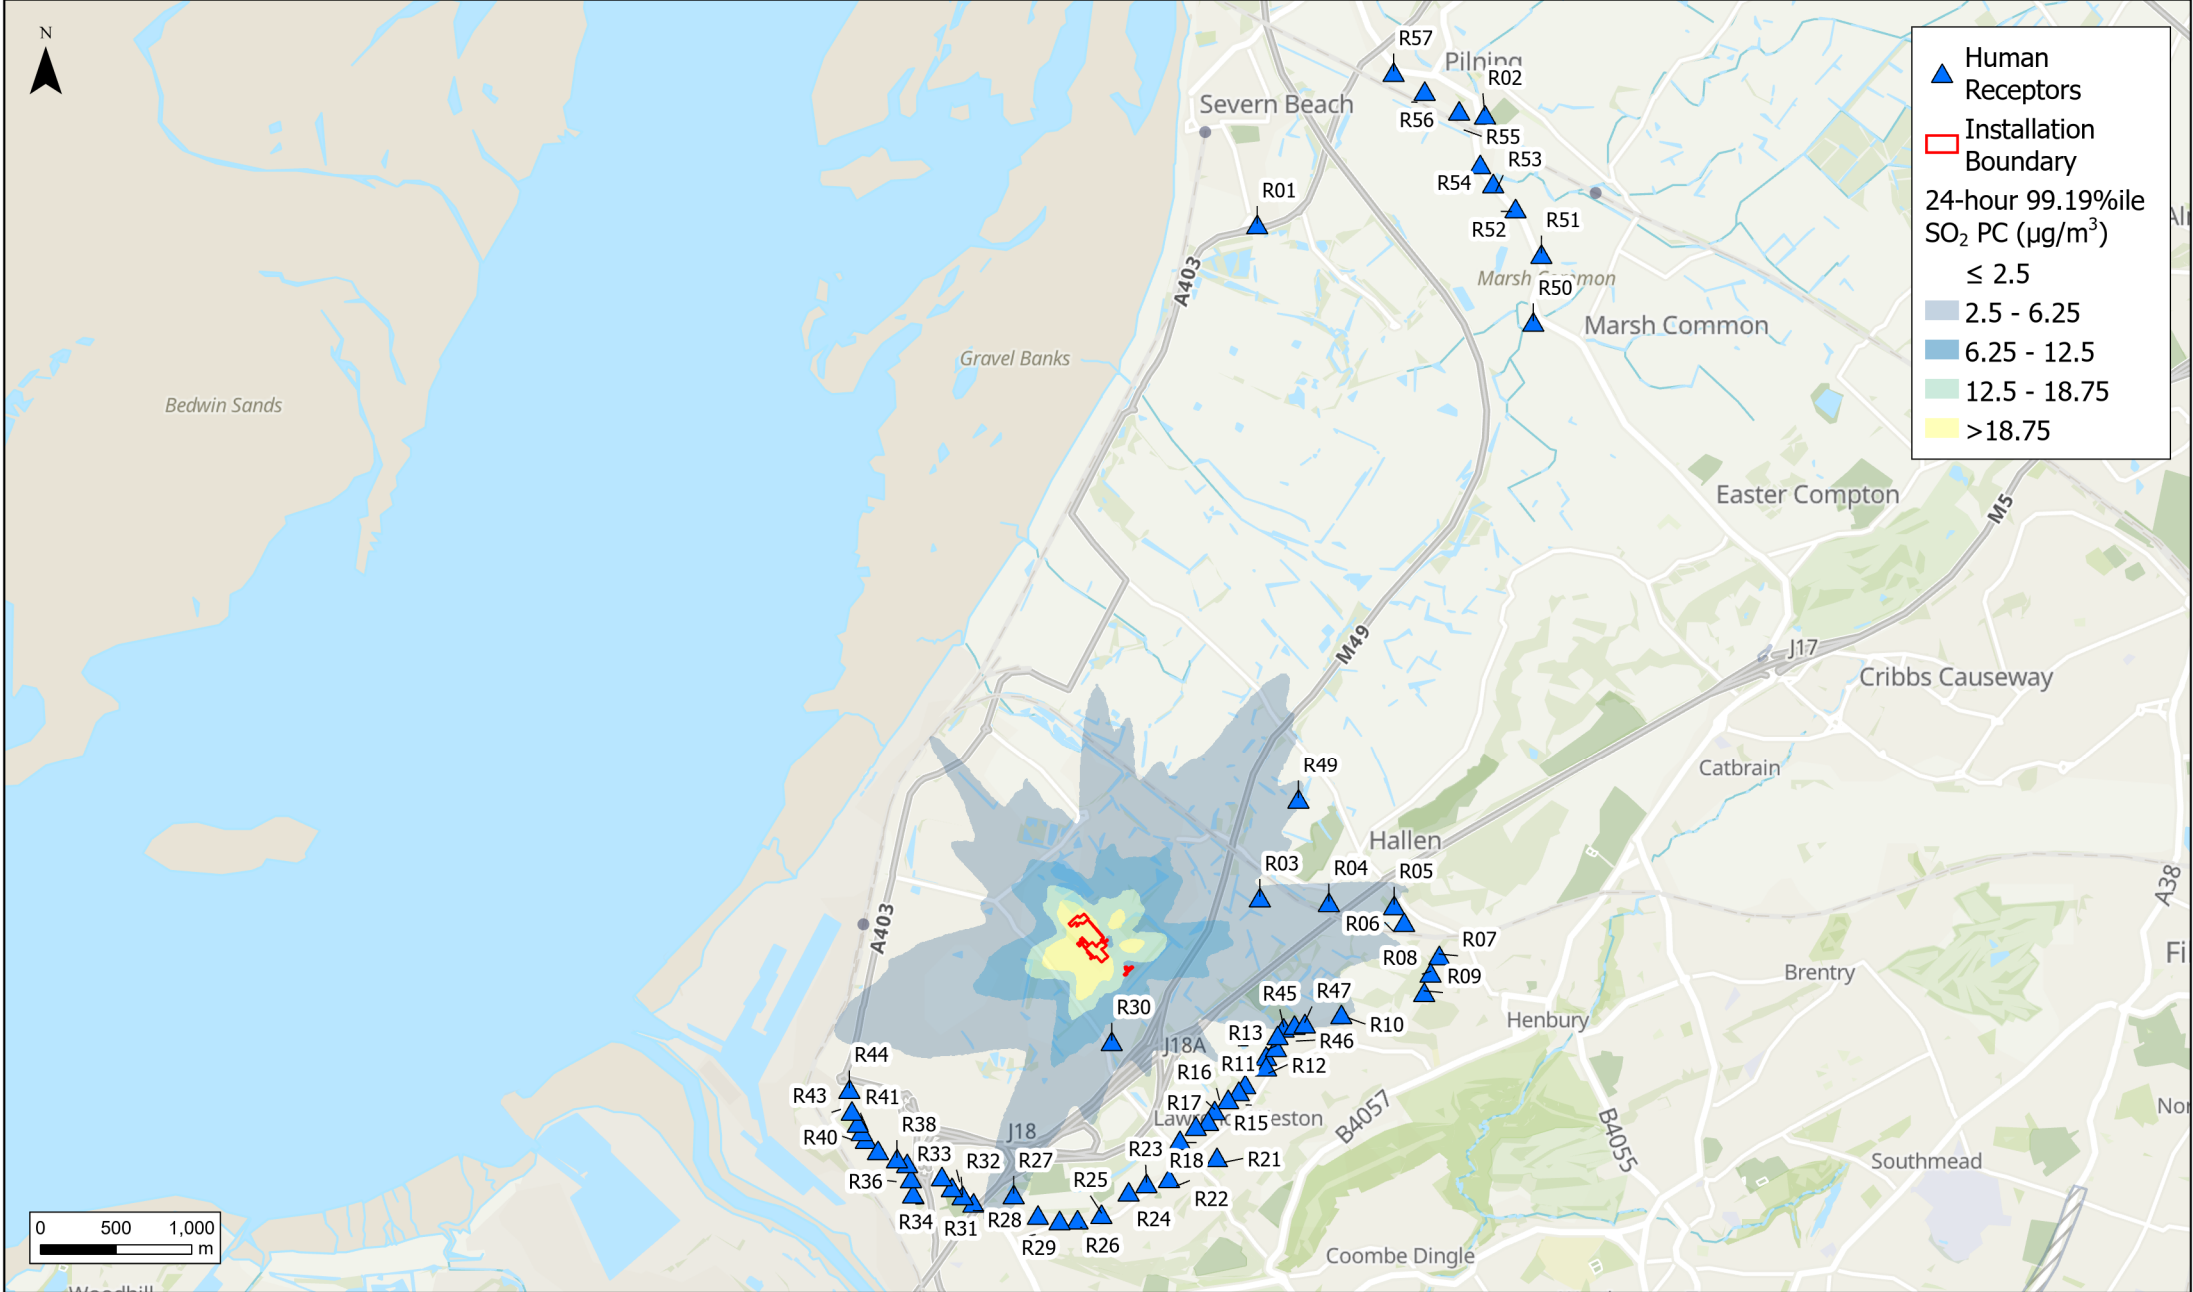 N
R57
Pilning
R02
Severn Beach
R56
R55
R53
R54
R01
R52
R51
A403
Marsh Common
R50
Marsh Common
Gravel Banks
Bedwin Sands
Easter Compton
M5
M49
J17
Cribbs Causeway
Catbrain
R49
Hallen
R03
R04
R05
A38
R06
A403
R07
R08
R09
Brentry
R30
R45
R47
R10
Henbury
R13
R46
J18A
R44
R11
R12
R16
R43
R41
R17
R15
B4057
B4055
R40
R38
J18
R23
R18
R21
R33
R32
R27
R36
R25
R22
Southmead
R34
R31
R28
R24
R29
R26
Coombe Dingle
Human
Receptors
Installation
Boundary
24-hour 99.19%ile
SO₂ PC (µg/m³)
≤ 2.5
2.5 - 6.25
6.25 - 12.5
12.5 - 18.75
>18.75
0 500 1,000
m